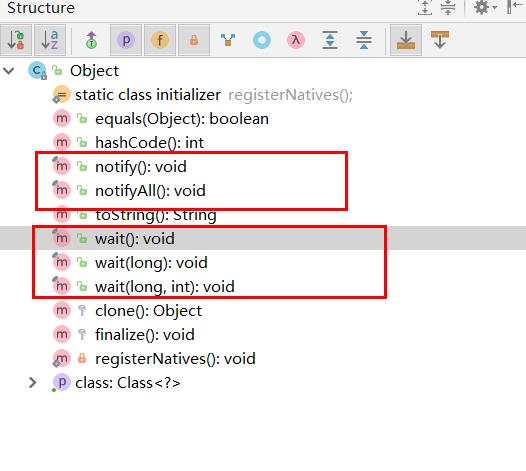 Structure
Object
static class initializer registerNatives();
equals(Object): boolean
hashCode(): int
notify(): void
notifyAll(): void
toString(): String
wait(): void
wait(long): void
wait(long, int): void
clone(): Object
finalize(): void
registerNatives(): void
class: Class<?>